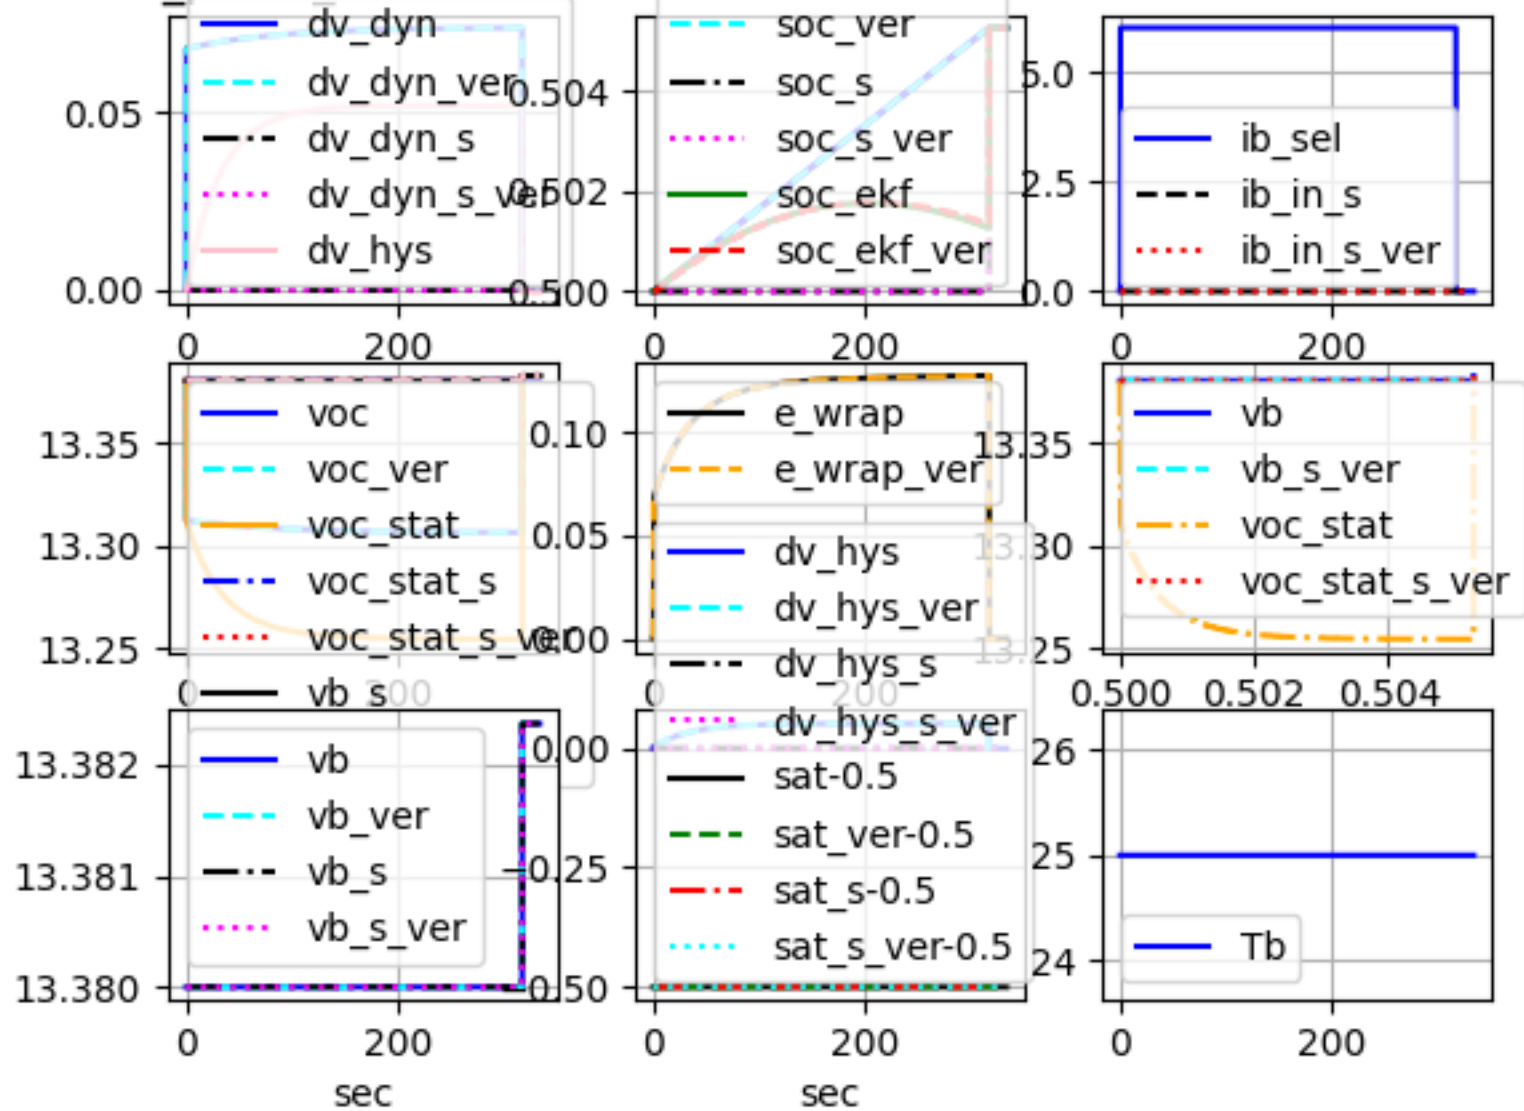 dv_dyn
dv_dyn_ver
dv_dyn_s
dv_dyn_s_ver
dv_hys
0.05
0.00
0
200
soc_ver
soc_s
soc_s_ver
soc_ekf
soc_ekf_ver
0.504
0.502
0.500
0
200
ib_sel
ib_in_s
ib_in_s_ver
5.0
2.5
0.0
0
200
voc
voc_ver
voc_stat
voc_stat_s
voc_stat_s_ver
vb_s
13.35
13.30
13.25
0
200
e_wrap
e_wrap_ver
0.10
0.05
0.00
0
200
vb
vb_s_ver
voc_stat
voc_stat_s_ver
13.35
13.30
13.25
0.500
0.502
0.504
vb
vb_ver
vb_s
vb_s_ver
13.382
13.381
13.380
0
200
sec
dv_hys
dv_hys_ver
dv_hys_s
dv_hys_s_ver
sat-0.5
sat_ver-0.5
sat_s-0.5
sat_s_ver-0.5
0.00
0.25
0.50
0
200
sec
Tb
26
25
24
0
200